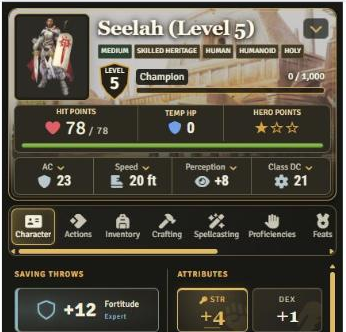 Seelah (Level 5)
MEDIUM SKILLED HERITAGE HUMAN HUMANOID HOLY
LEVEL
5
Champion 0 / 1,000
HIT POINTS TEMP HP HERO POINTS
78 / 78 0
AC Speed Perception Class DC
23 20 ft +8 21
Character Actions Inventory Crafting Spellcasting Proficiencies Feats
SAVING THROWS ATTRIBUTES
+12 Fortitude
Expert
STR DEX
+4 +1